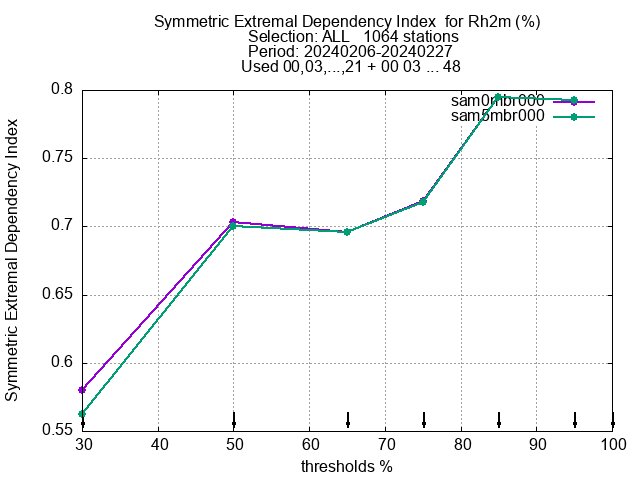 Symmetric Extremal Dependency Index  for Rh2m (%)
Selection: ALL   1064 stations
Period: 20240206-20240227
Used 00,03,...,21 + 00 03 ... 48
sam0mbr000
sam5mbr000
Symmetric Extremal Dependency Index
0.8
0.75
0.7
0.65
0.6
0.55
30 40 50 60 70 80 90 100
thresholds %